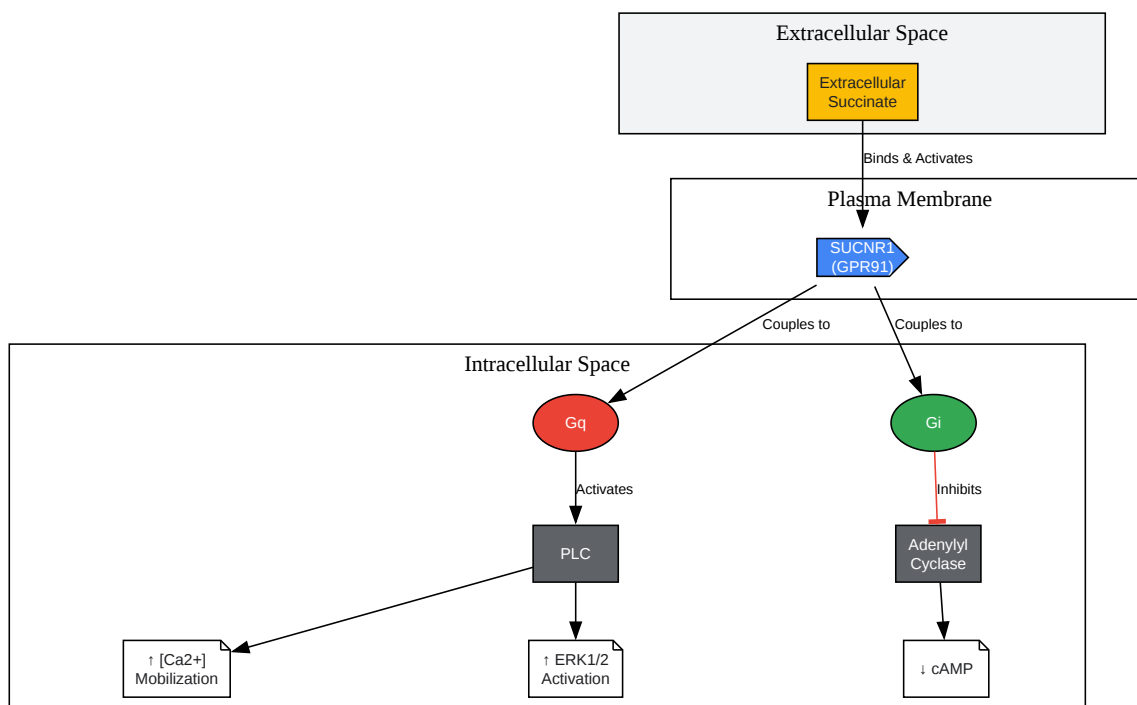 Extracellular Space
Extracellular
Succinate
Binds & Activates
Plasma Membrane
SUCNR1
(GPR91)
Couples to
Couples to
Intracellular Space
Gq
Gi
Activates
Inhibits
PLC
Adenylyl
Cyclase
↑ [Ca2+]
Mobilization
↑ ERK1/2
Activation
↓ cAMP